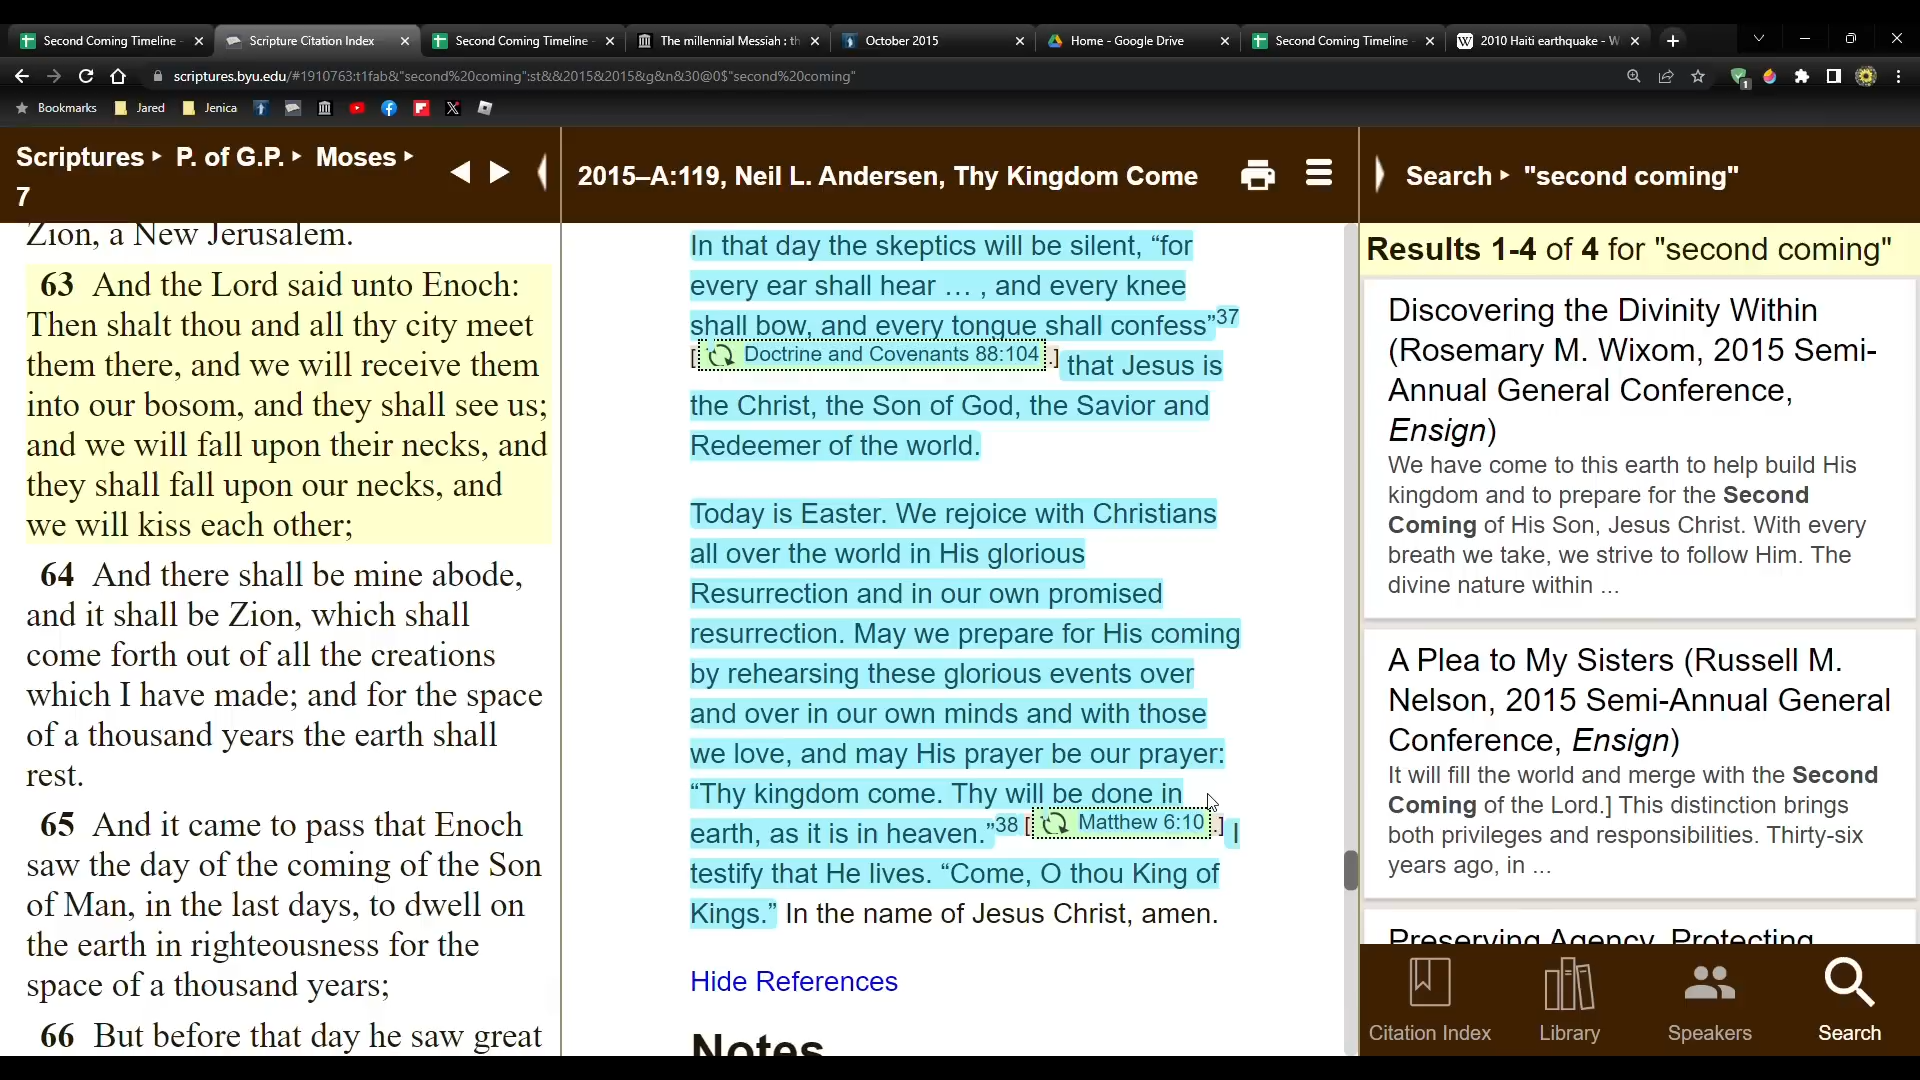 Second Coming Timeline -
Scripture Citation Index
Second Coming Timeline -
The millennial Messiah : th
October 2015
Home - Google Drive
Second Coming Timeline -
2010 Haiti earthquake - W
scriptures.byu.edu/#1910763:t1fab&"second%20coming":st&&2015&2015&g&n&30@0$"second%20coming"
Bookmarks
Jared
Jenica
Scriptures P. of G.P. Moses
7
2015–A:119, Neil L. Andersen, Thy Kingdom Come
Search "second coming"
Zion, a New Jerusalem.
63 And the Lord said unto Enoch:
Then shalt thou and all thy city meet
them there, and we will receive them
into our bosom, and they shall see us;
and we will fall upon their necks, and
they shall fall upon our necks, and
we will kiss each other;
64 And there shall be mine abode,
and it shall be Zion, which shall
come forth out of all the creations
which I have made; and for the space
of a thousand years the earth shall
rest.
65 And it came to pass that Enoch
saw the day of the coming of the Son
of Man, in the last days, to dwell on
the earth in righteousness for the
space of a thousand years;
66 But before that day he saw great
In that day the skeptics will be silent, “for
every ear shall hear … , and every knee
shall bow, and every tongue shall confess”37
[ Doctrine and Covenants 88:104 .] that Jesus is
the Christ, the Son of God, the Savior and
Redeemer of the world.
Today is Easter. We rejoice with Christians
all over the world in His glorious
Resurrection and in our own promised
resurrection. May we prepare for His coming
by rehearsing these glorious events over
and over in our own minds and with those
we love, and may His prayer be our prayer:
“Thy kingdom come. Thy will be done in
earth, as it is in heaven.”38 [ Matthew 6:10 .] I
testify that He lives. “Come, O thou King of
Kings.” In the name of Jesus Christ, amen.
Hide References
Notes
Results 1-4 of 4 for "second coming"
Discovering the Divinity Within
(Rosemary M. Wixom, 2015 Semi-
Annual General Conference,
Ensign)
We have come to this earth to help build His
kingdom and to prepare for the Second
Coming of His Son, Jesus Christ. With every
breath we take, we strive to follow Him. The
divine nature within ...
A Plea to My Sisters (Russell M.
Nelson, 2015 Semi-Annual General
Conference, Ensign)
It will fill the world and merge with the Second
Coming of the Lord.] This distinction brings
both privileges and responsibilities. Thirty-six
years ago, in ...
Preserving Agency, Protecting
Citation Index
Library
Speakers
Search